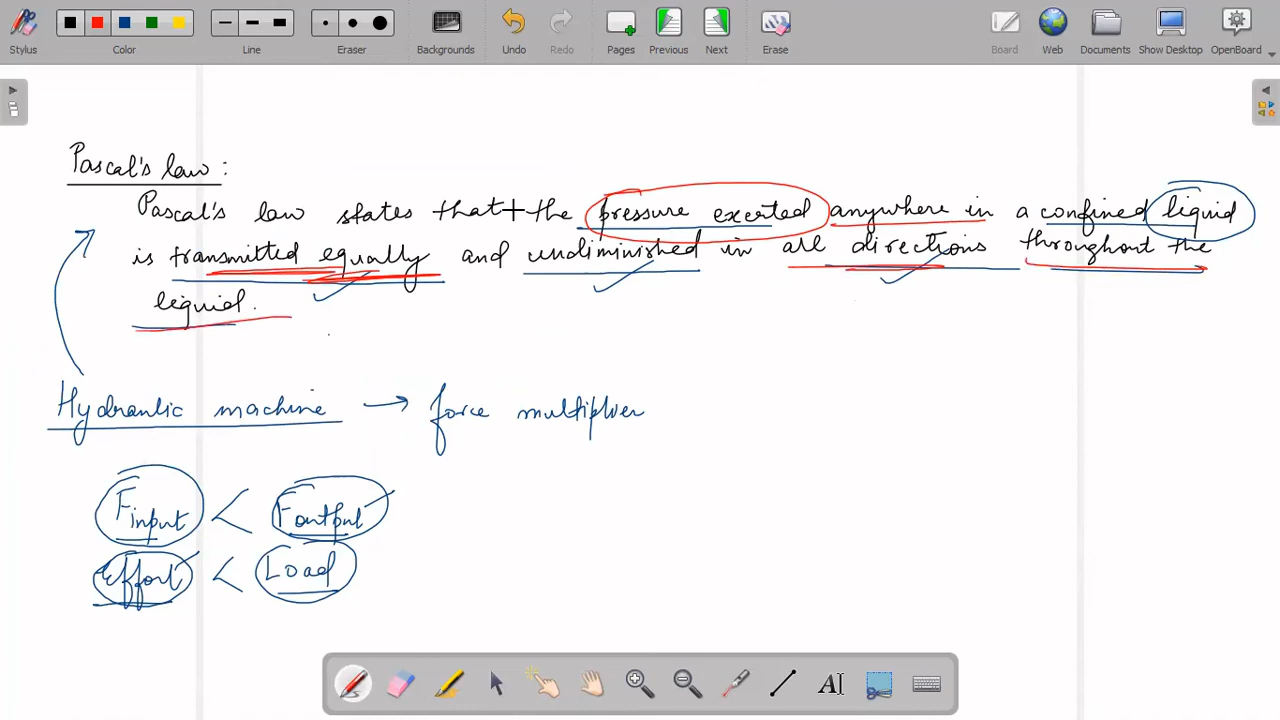 Stylus
Color
Line
Eraser
Backgrounds
Undo
Redo
Pages
Previous
Next
Erase
Board
Web
Documents
Show Desktop
OpenBoard
Pascal's law :
Pascal's law states that the pressure exerted anywhere in a confined liquid
is transmitted equally and undiminished in all directions throughout the
liquid.
Hydraulic machine → force multiplier
Finput < Foutput
Effort < Load